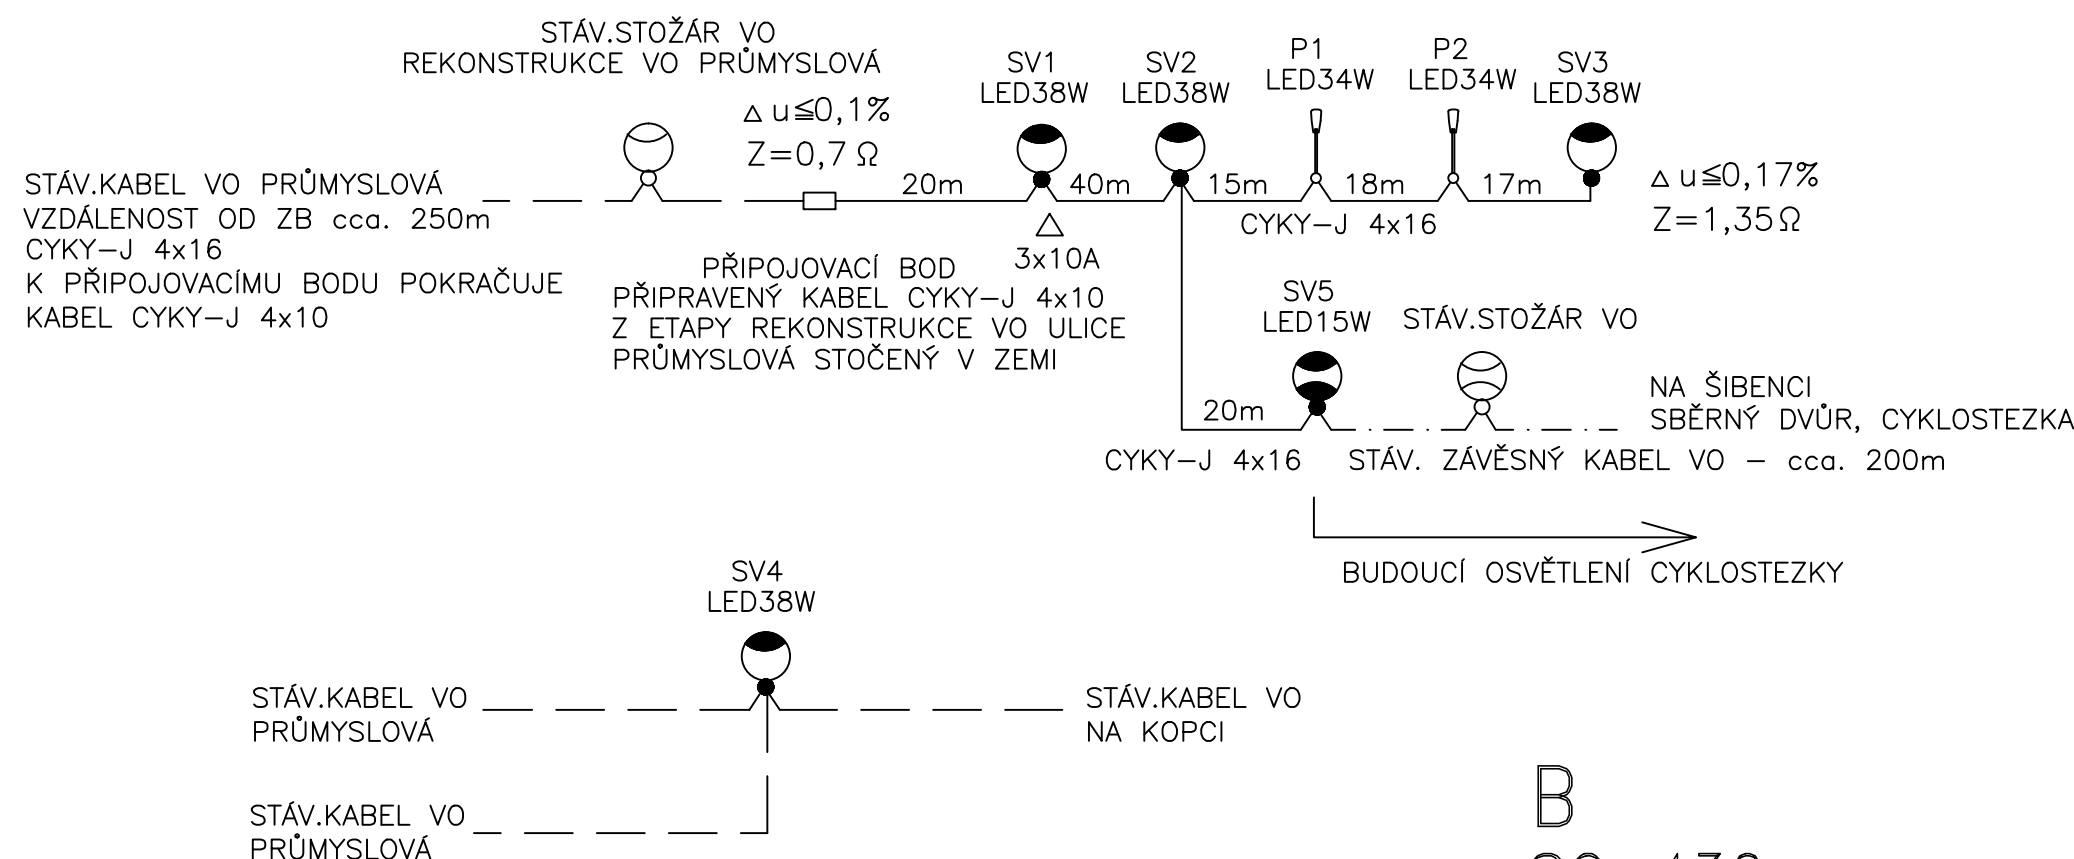 STÁV.STOŽÁR VO
REKONSTRUKCE VO PRŮMYSLOVÁ
△ u≦0,1%
Z=0,7 Ω
SV1
LED38W
SV2
LED38W
P1
LED34W
P2
LED34W
SV3
LED38W
STÁV.KABEL VO PRŮMYSLOVÁ
VZDÁLENOST OD ZB cca. 250m
CYKY-J 4x16
K PŘIPOJOVACÍMU BODU POKRAČUJE
KABEL CYKY-J 4x10
20m
40m
15m
18m
17m
CYKY-J 4x16
△ u≦0,17%
Z=1,35Ω
3x10A
PŘIPOJOVACÍ BOD
PŘIPRAVENÝ KABEL CYKY-J 4x10
Z ETAPY REKONSTRUKCE VO ULICE
PRŮMYSLOVÁ STOČENÝ V ZEMI
SV5
LED15W
STÁV.STOŽÁR VO
20m
NA ŠIBENCI
SBĚRNÝ DVŮR, CYKLOSTEZKA
CYKY-J 4x16
STÁV. ZÁVĚSNÝ KABEL VO - cca. 200m
BUDOUCÍ OSVĚTLENÍ CYKLOSTEZKY
SV4
LED38W
STÁV.KABEL VO
PRŮMYSLOVÁ
STÁV.KABEL VO
NA KOPCI
STÁV.KABEL VO
PRŮMYSLOVÁ
B